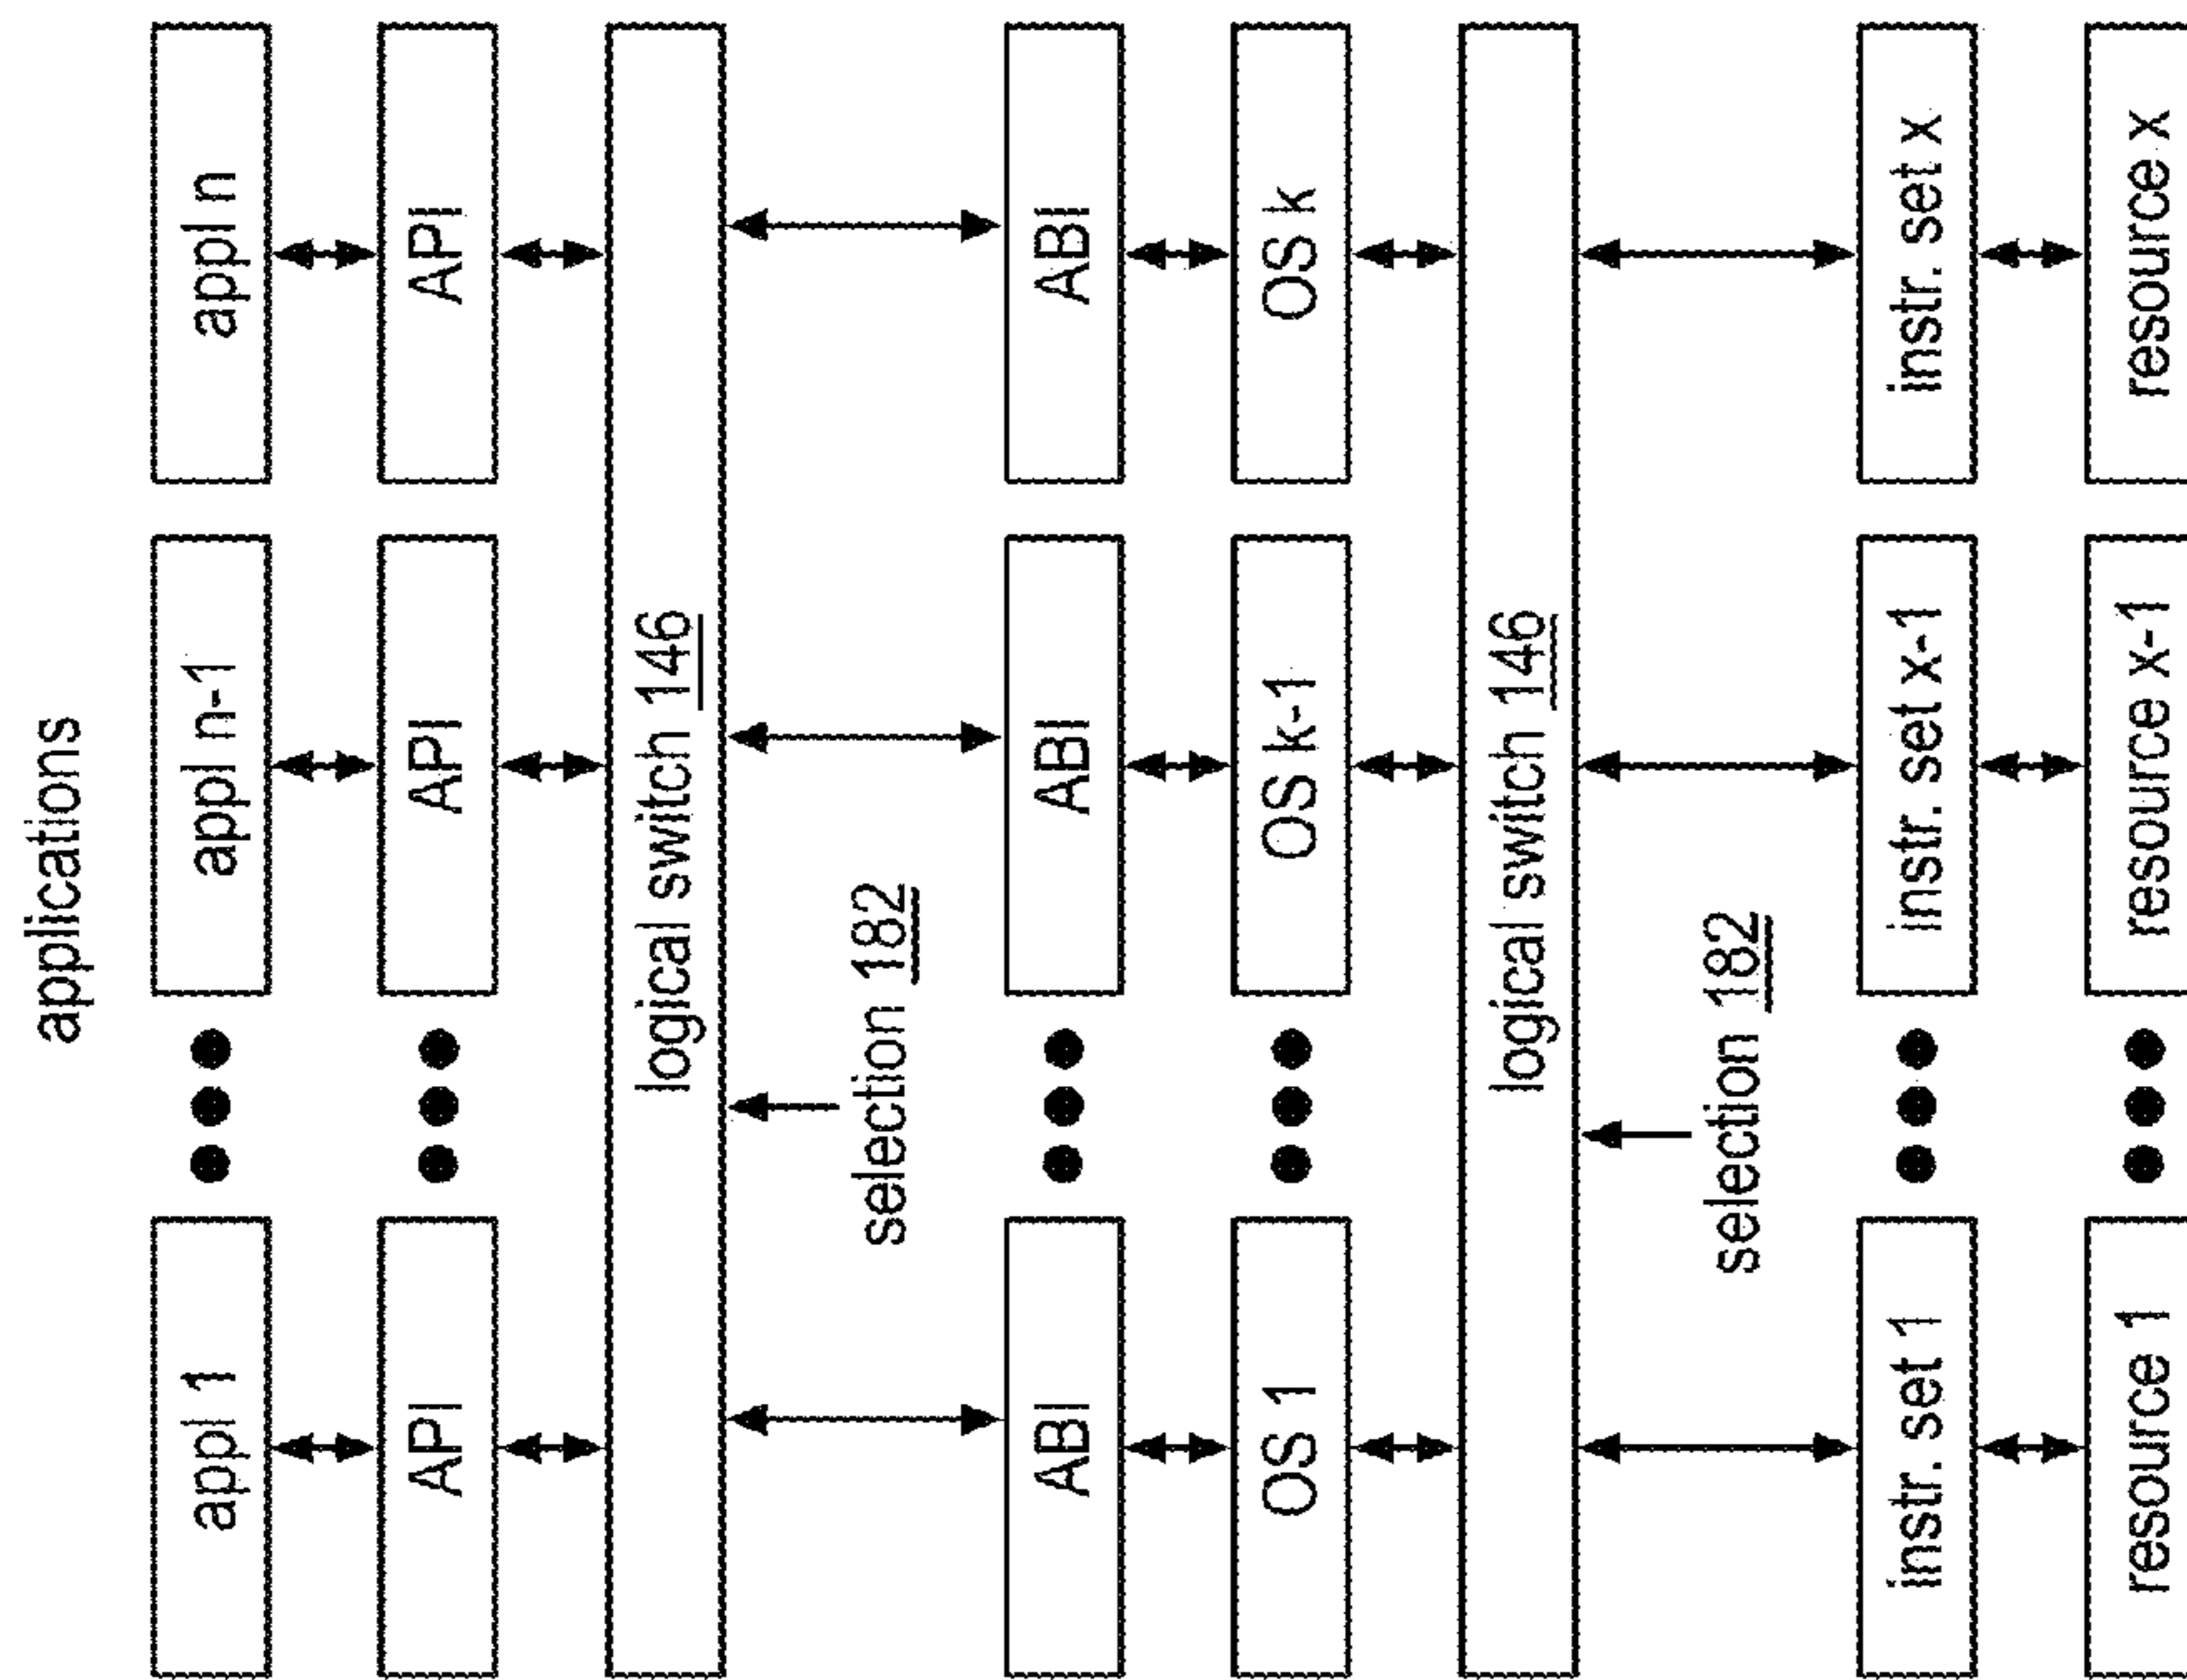 applications
appl 1
appl n-1
appl n
API
API
API
logical switch 146
selection 182
ABI
ABI
ABI
OS 1
OS k-1
OS k
logical switch 146
selection 182
instr. set 1
instr. set x-1
instr. set x
resource 1
resource x-1
resource x